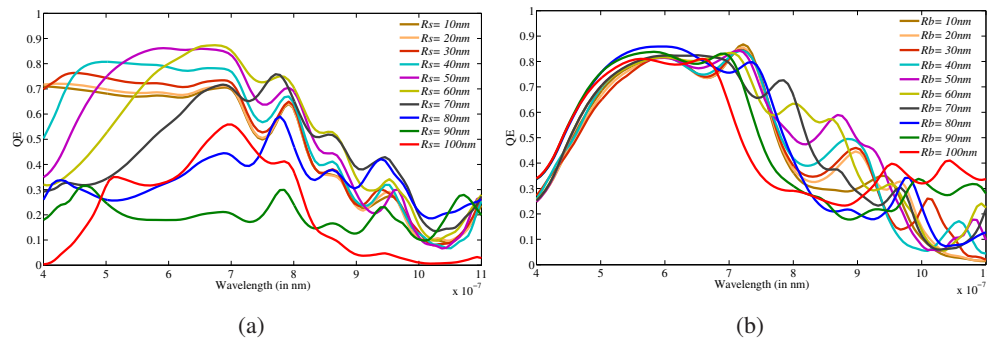 1
0.9
0.8
0.7
0.6
0.5
0.4
0.3
0.2
0.1
0
QE
4
5
6
7
8
9
10
11
Wavelength (in nm)
x 10⁻⁷
Rs= 10nm
Rs= 20nm
Rs= 30nm
Rs= 40nm
Rs= 50nm
Rs= 60nm
Rs= 70nm
Rs= 80nm
Rs= 90nm
Rs= 100nm
(a)
1
0.9
0.8
0.7
0.6
0.5
0.4
0.3
0.2
0.1
0
QE
4
5
6
7
8
9
10
1
Wavelength (in nm)
x 10⁻⁷
Rb= 10nm
Rb= 20nm
Rb= 30nm
Rb= 40nm
Rb= 50nm
Rb= 60nm
Rb= 70nm
Rb= 80nm
Rb= 90nm
Rb= 100nm
(b)